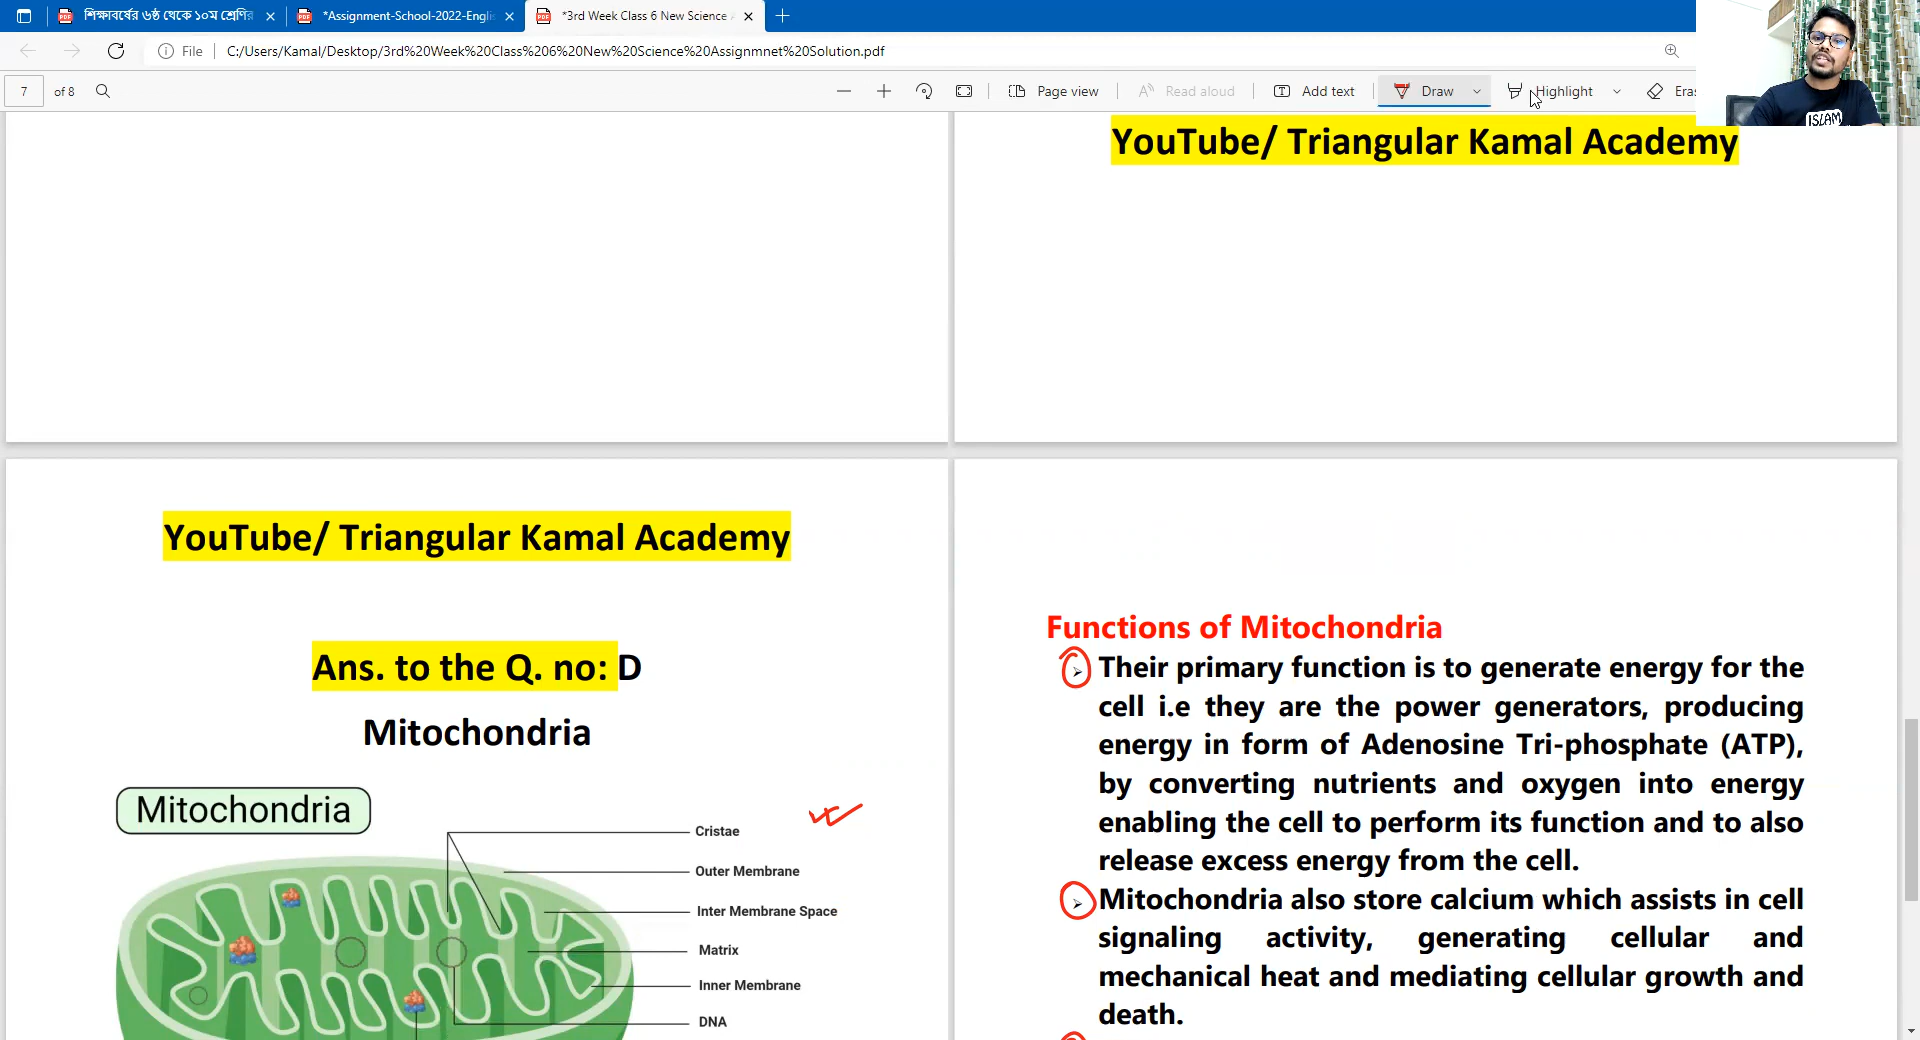 শিক্ষাবর্ষের ৬ষ্ঠ থেকে ১০ম শ্রেণির
*Assignment-School-2022-Engli
*3rd Week Class 6 New Science A
File
C:/Users/Kamal/Desktop/3rd%20Week%20Class%206%20New%20Science%20Assignmnet%20Solution.pdf
7 of 8
Page view
Read aloud
Add text
Draw
Highlight
Eras
ISLAM
YouTube/ Triangular Kamal Academy
YouTube/ Triangular Kamal Academy
Ans. to the Q. no: D
Mitochondria
Mitochondria
Cristae
Outer Membrane
Inter Membrane Space
Matrix
Inner Membrane
DNA
Functions of Mitochondria
➢ Their primary function is to generate energy for the
cell i.e they are the power generators, producing
energy in form of Adenosine Tri-phosphate (ATP),
by converting nutrients and oxygen into energy
enabling the cell to perform its function and to also
release excess energy from the cell.
➢ Mitochondria also store calcium which assists in cell
signaling activity, generating cellular and
mechanical heat and mediating cellular growth and
death.